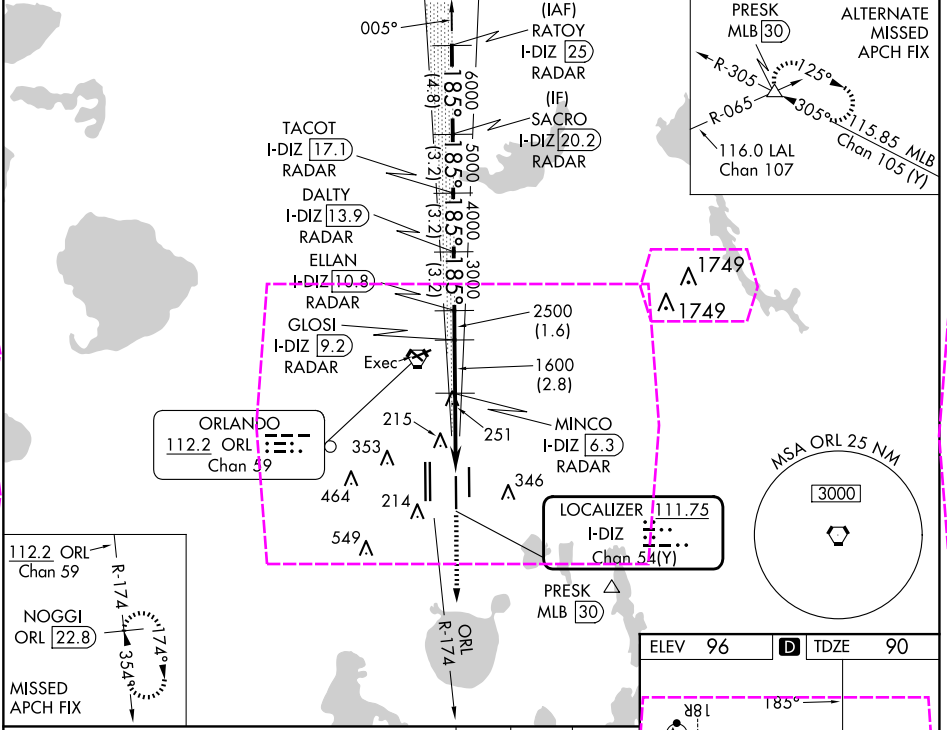 005°
(IAF)
RATOY
I-DIZ 25
RADAR
6000
185°
(4.8)
(IF)
SACRO
I-DIZ 20.2
RADAR
5000
185°
(3.2)
TACOT
I-DIZ 17.1
RADAR
4000
185°
(3.2)
DALTY
I-DIZ 13.9
RADAR
3000
185°
(3.2)
ELLAN
I-DIZ 10.8
RADAR
2500
(1.6)
GLOSI
I-DIZ 9.2
RADAR
Exec
1600
(2.8)
MINCO
I-DIZ 6.3
RADAR
215
251
353
464
214
549
346
ORLANDO
112.2 ORL
Chan 59
LOCALIZER 111.75
I-DIZ
Chan 54(Y)
PRESK
MLB 30
ORL
R-174
1749
1749
PRESK
MLB 30
ALTERNATE
MISSED
APCH FIX
R-305
125°
R-065
305°
115.85 MLB
Chan 105 (Y)
116.0 LAL
Chan 107
MSA ORL 25 NM
3000
112.2 ORL
Chan 59
R-174
NOGGI
ORL 22.8
174°
354°
MISSED
APCH FIX
ELEV 96
D
TDZE 90
18R
185°